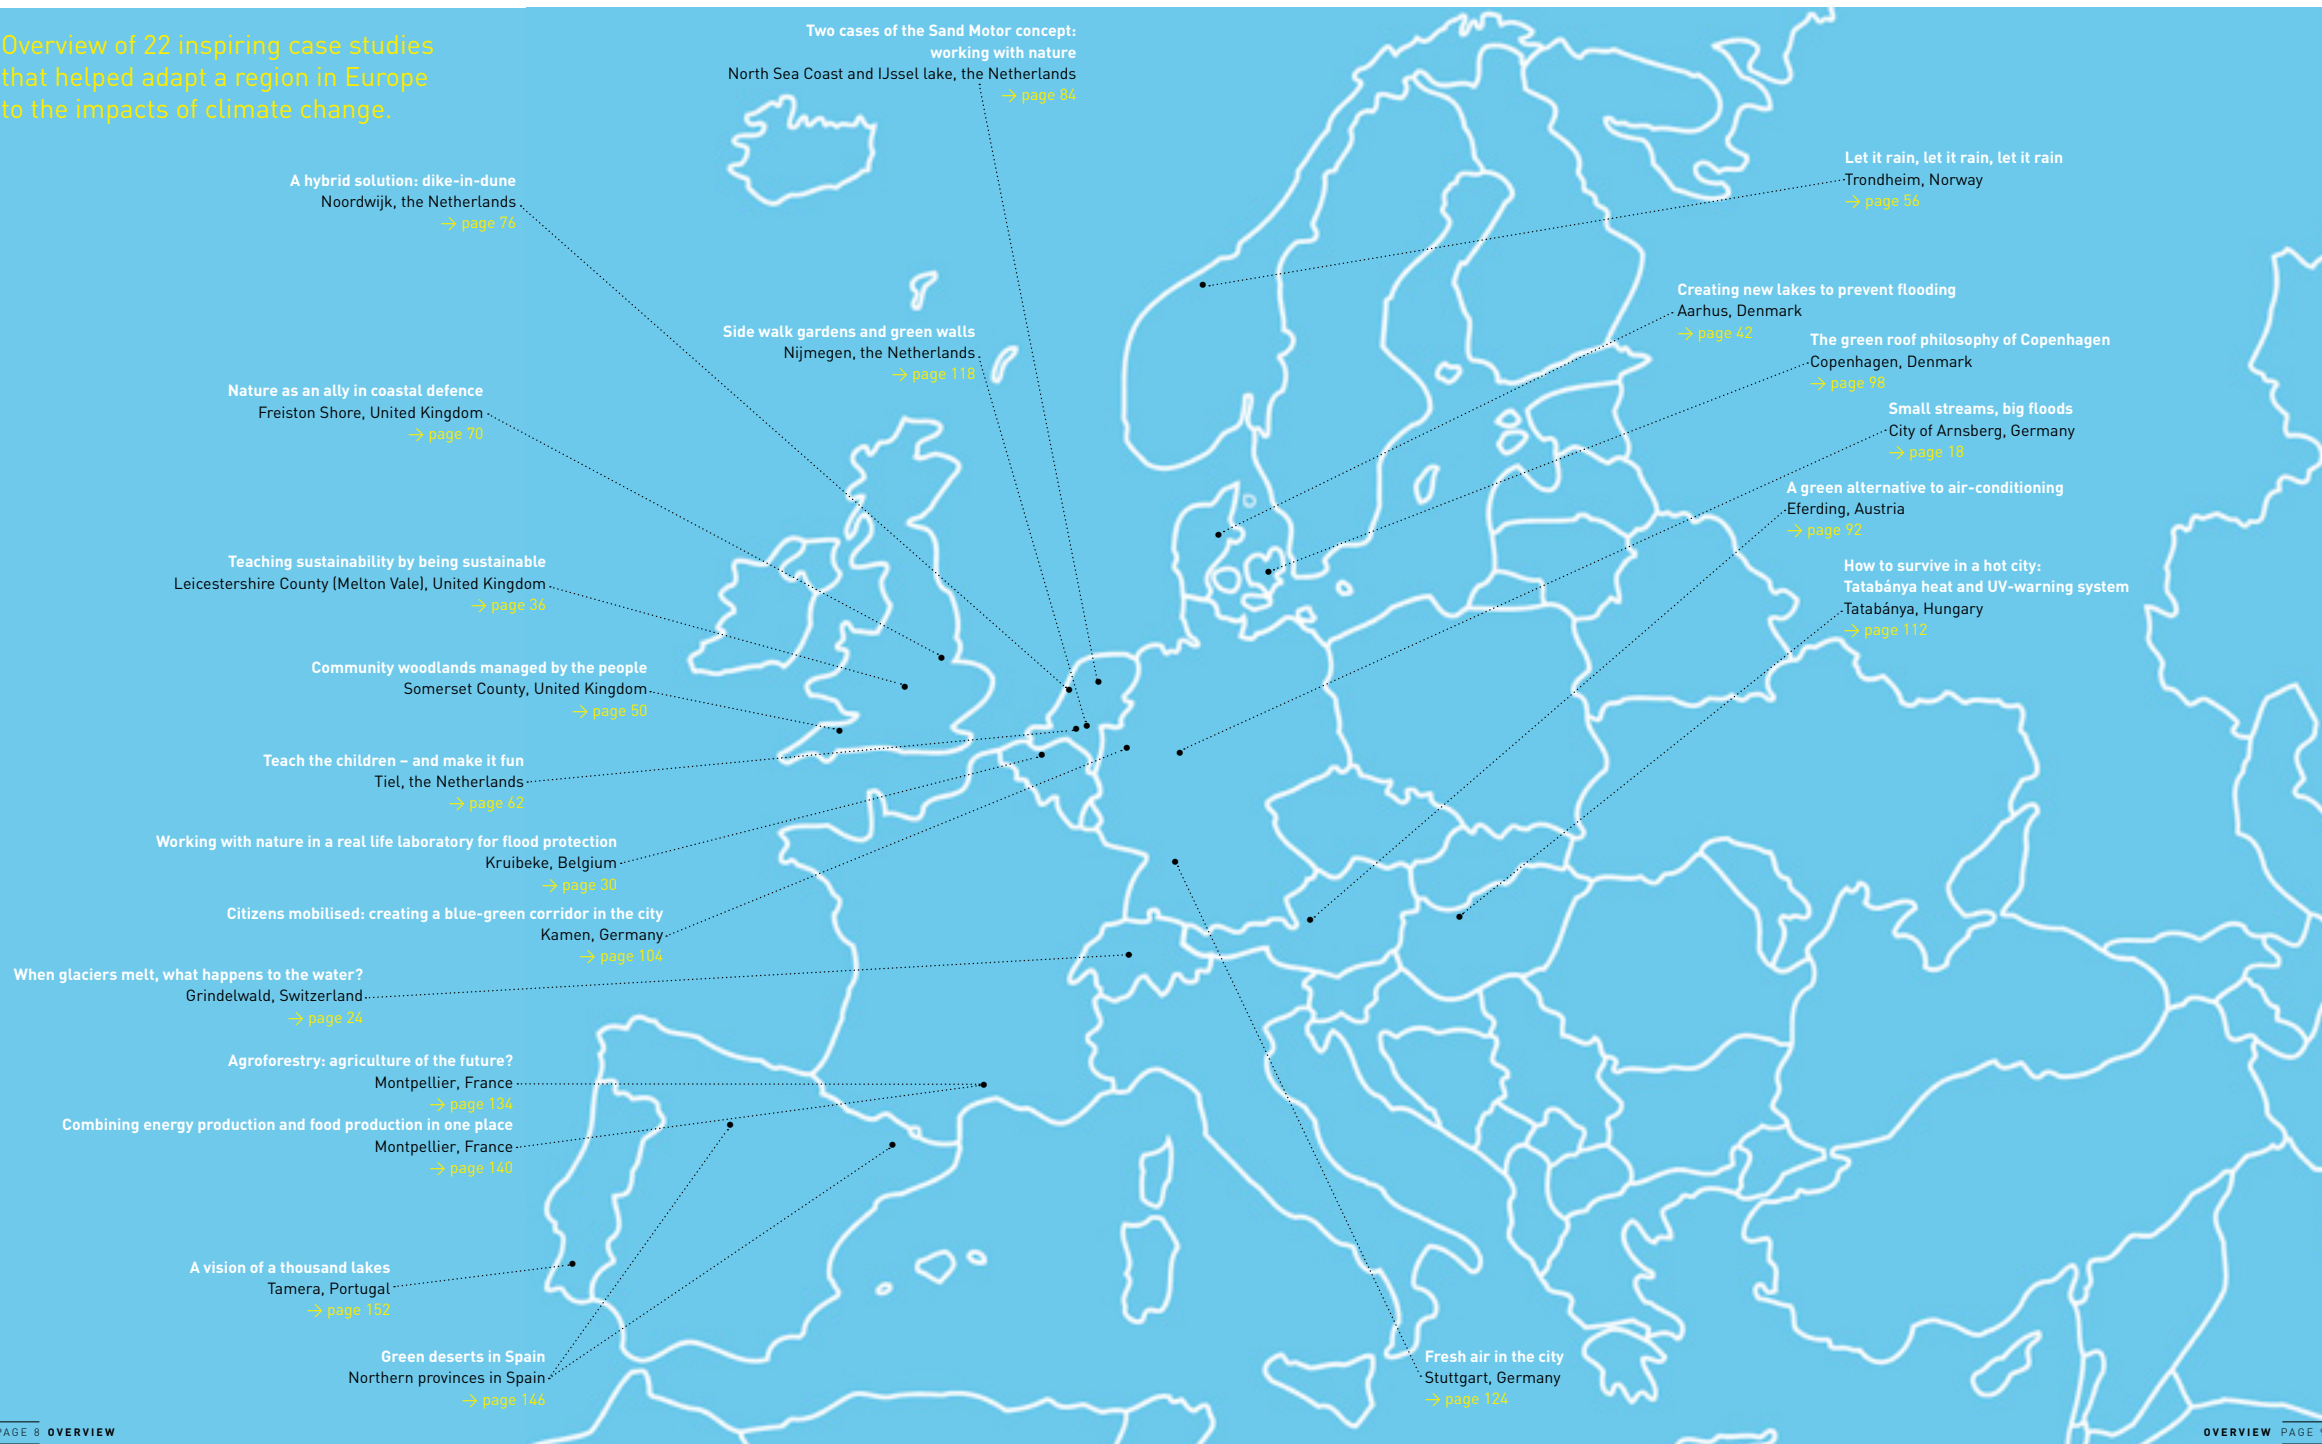 Overview of 22 inspiring case studies
that helped adapt a region in Europe
to the impacts of climate change.
Two cases of the Sand Motor concept:
working with nature
North Sea Coast and IJssel lake, the Netherlands
→ page 84
A hybrid solution: dike-in-dune
Noordwijk, the Netherlands
→ page 76
Side walk gardens and green walls
Nijmegen, the Netherlands
→ page 118
Nature as an ally in coastal defence
Freiston Shore, United Kingdom
→ page 70
Teaching sustainability by being sustainable
Leicestershire County (Melton Vale), United Kingdom
→ page 36
Community woodlands managed by the people
Somerset County, United Kingdom
→ page 50
Teach the children – and make it fun
Tiel, the Netherlands
→ page 62
Working with nature in a real life laboratory for flood protection
Kruibeke, Belgium
→ page 30
Citizens mobilised: creating a blue-green corridor in the city
Kamen, Germany
→ page 104
When glaciers melt, what happens to the water?
Grindelwald, Switzerland
→ page 24
Agroforestry: agriculture of the future?
Montpellier, France
→ page 134
Combining energy production and food production in one place
Montpellier, France
→ page 140
A vision of a thousand lakes
Tamera, Portugal
→ page 152
Green deserts in Spain
Northern provinces in Spain
→ page 146
Let it rain, let it rain, let it rain
Trondheim, Norway
→ page 56
Creating new lakes to prevent flooding
Aarhus, Denmark
→ page 42
The green roof philosophy of Copenhagen
Copenhagen, Denmark
→ page 98
Small streams, big floods
City of Arnsberg, Germany
→ page 18
A green alternative to air-conditioning
Eferding, Austria
→ page 92
How to survive in a hot city:
Tatabánya heat and UV-warning system
Tatabánya, Hungary
→ page 112
Fresh air in the city
Stuttgart, Germany
→ page 124
PAGE 8 OVERVIEW
OVERVIEW PAGE